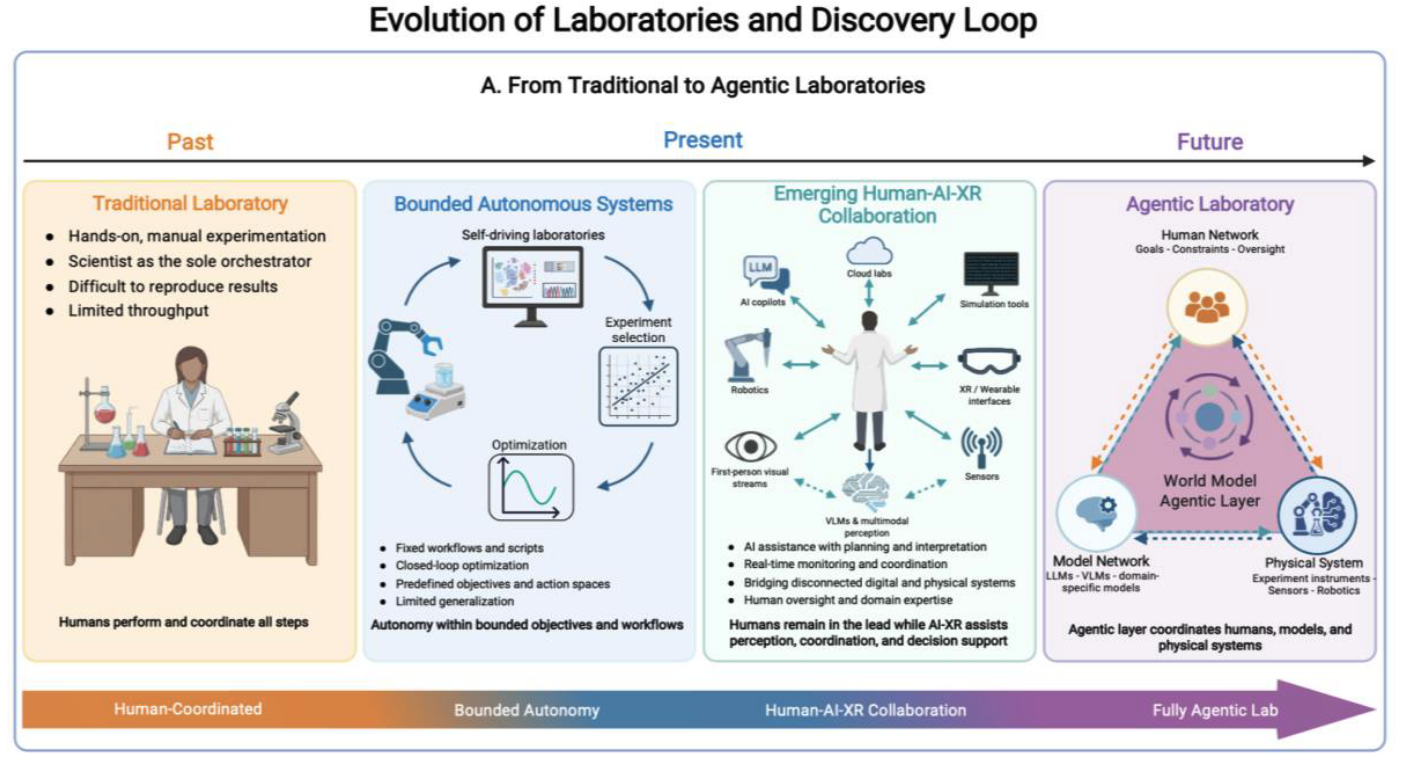 Evolution of Laboratories and Discovery Loop
A. From Traditional to Agentic Laboratories
Past
Present
Future
Traditional Laboratory
● Hands-on, manual experimentation
● Scientist as the sole orchestrator
● Difficult to reproduce results
● Limited throughput
Humans perform and coordinate all steps
Bounded Autonomous Systems
Self-driving laboratories
Experiment
selection
Optimization
● Fixed workflows and scripts
● Closed-loop optimization
● Predefined objectives and action spaces
● Limited generalization
Autonomy within bounded objectives and workflows
Emerging Human-AI-XR
Collaboration
Cloud labs
LLM
AI copilots
Simulation tools
Robotics
XR / Wearable
interfaces
First-person visual
streams
Sensors
VLMs & multimodal
perception
● AI assistance with planning and interpretation
● Real-time monitoring and coordination
● Bridging disconnected digital and physical systems
● Human oversight and domain expertise
Humans remain in the lead while AI-XR assists
perception, coordination, and decision support
Agentic Laboratory
Human Network
Goals - Constraints - Oversight
World Model
Agentic Layer
Model Network
LLMs - VLMs - domain-
specific models
Physical System
Experiment instruments -
Sensors - Robotics
Agentic layer coordinates humans, models, and
physical systems
Human-Coordinated
Bounded Autonomy
Human-AI-XR Collaboration
Fully Agentic Lab